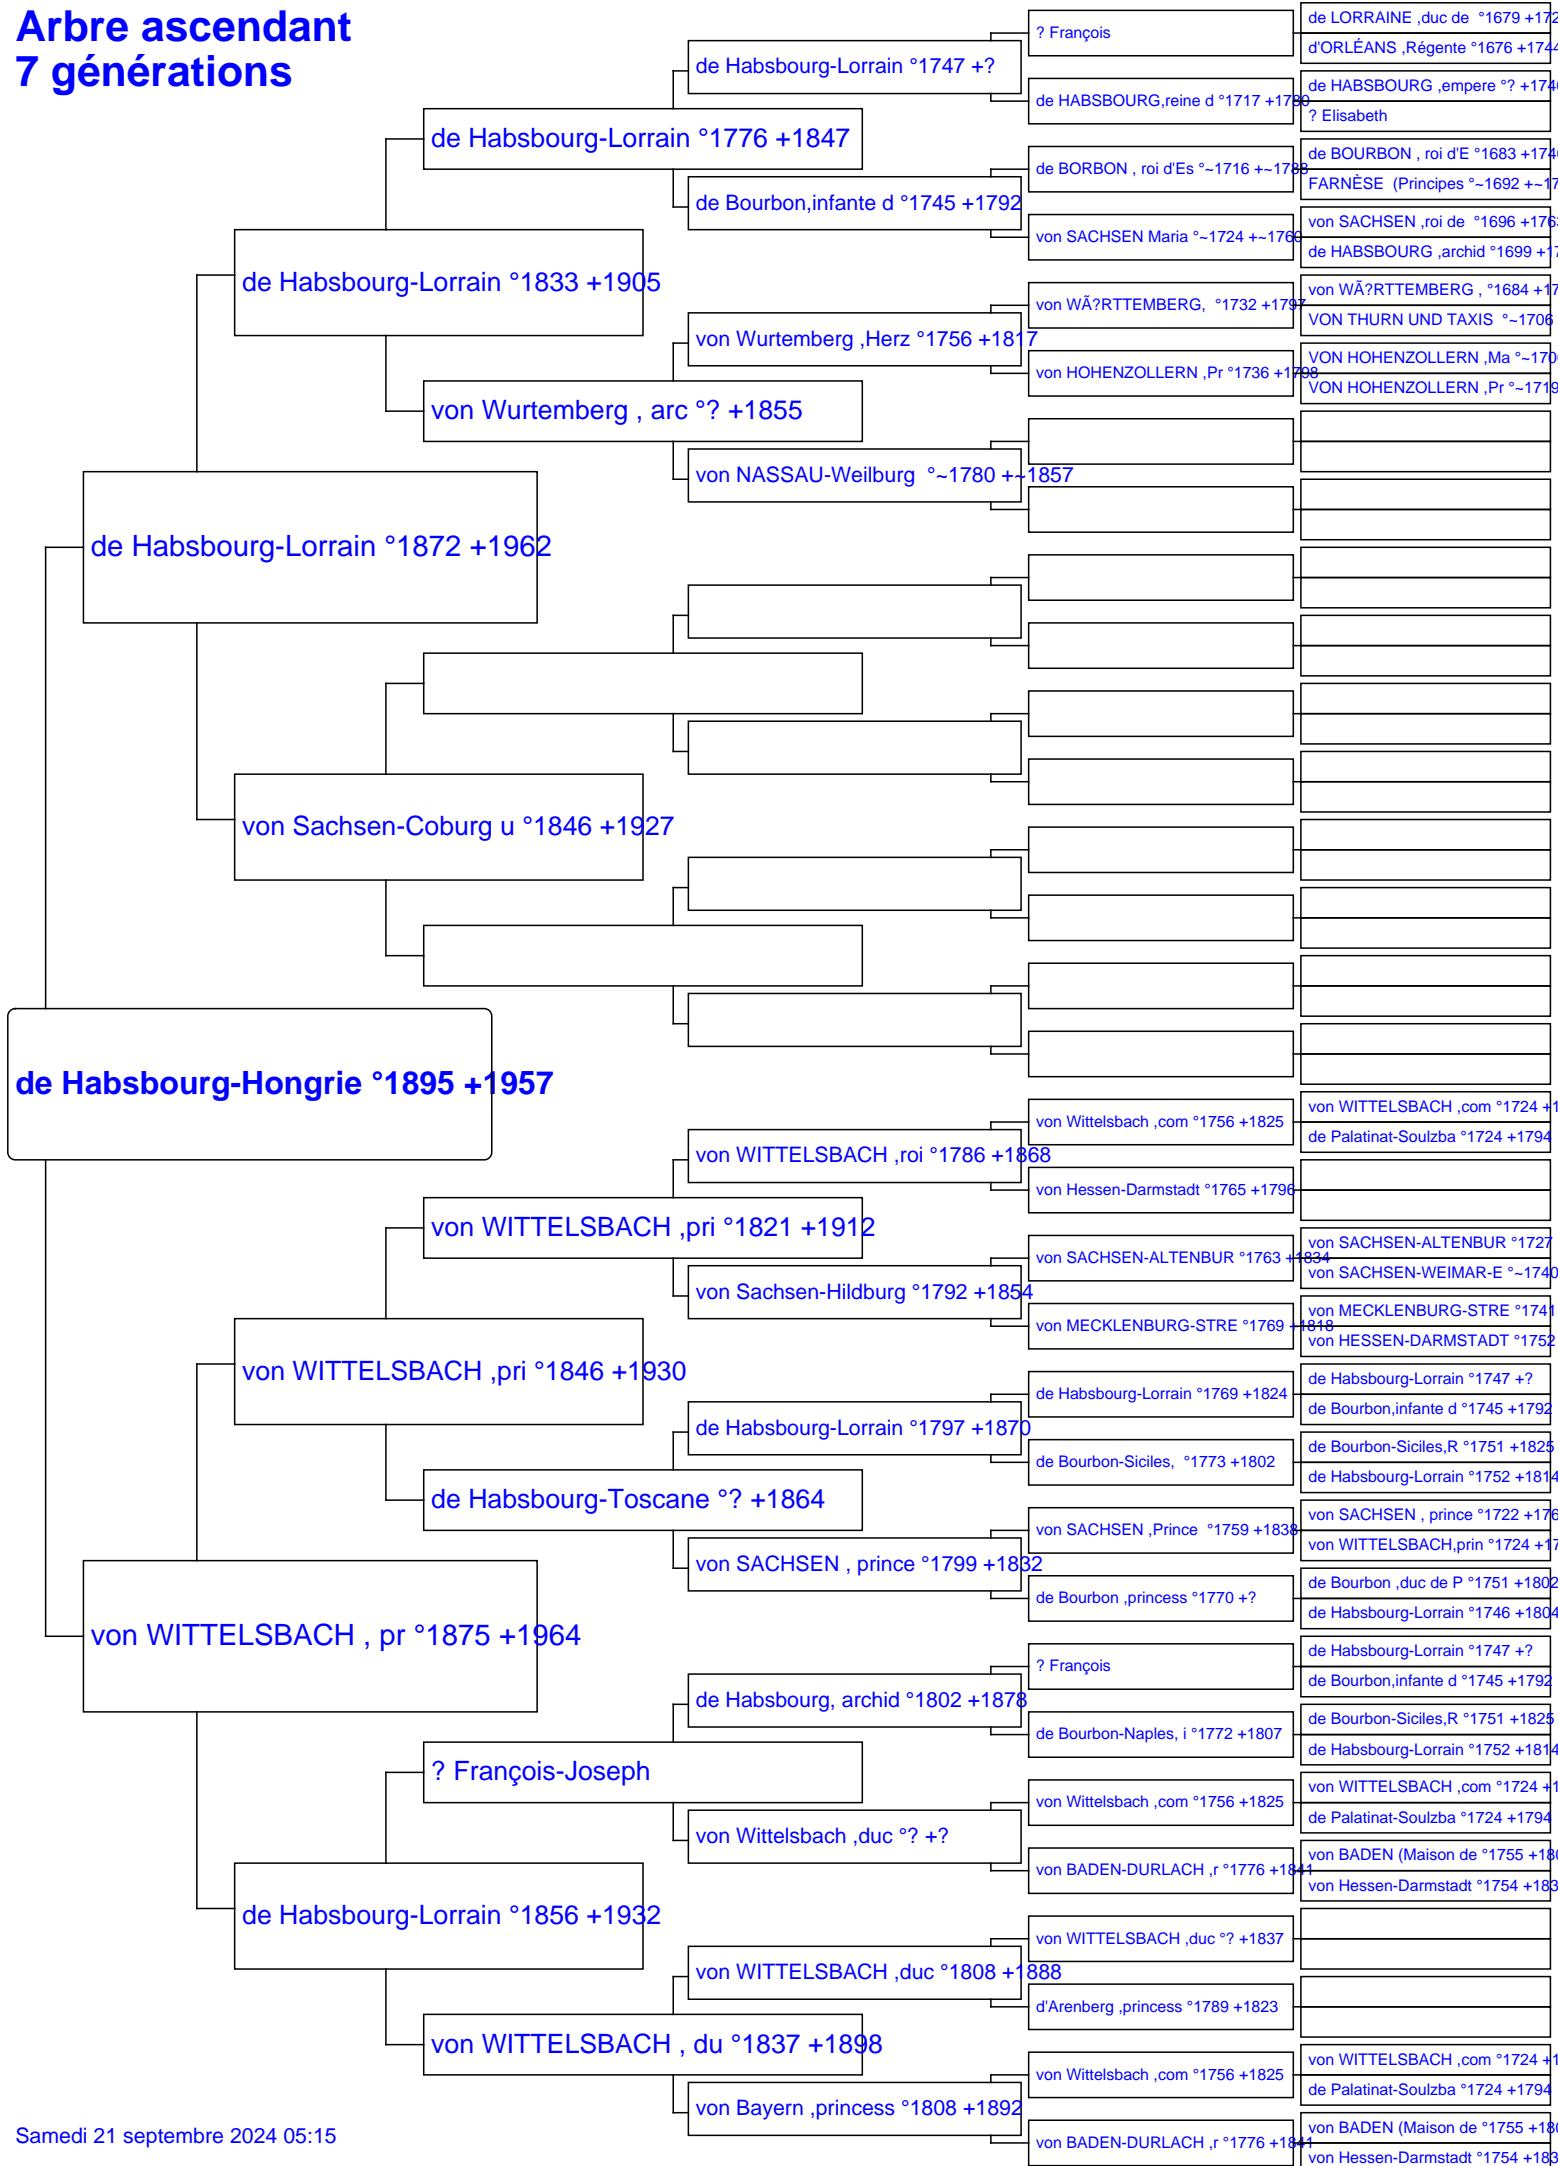 Arbre ascendant
7 générations
de LORRAINE ,duc de °1679 +172
? François
d'ORLÉANS ,Régente °1676 +1744
de Habsbourg-Lorrain °1747 +?
de HABSBOURG ,empere °? +1740
de HABSBOURG,reine d °1717 +1780
? Elisabeth
de Habsbourg-Lorrain °1776 +1847
de BOURBON , roi d'E °1683 +1746
de BORBON , roi d'Es °~1716 +~1788
FARNÈSE (Principes °~1692 +~17
de Bourbon,infante d °1745 +1792
von SACHSEN ,roi de °1696 +1763
von SACHSEN Maria °~1724 +~1760
de HABSBOURG ,archid °1699 +17
de Habsbourg-Lorrain °1833 +1905
von WÃ?RTTEMBERG , °1684 +17
von WÃ?RTTEMBERG, °1732 +1797
VON THURN UND TAXIS °~1706
von Wurtemberg ,Herz °1756 +1817
VON HOHENZOLLERN ,Ma °~170
von HOHENZOLLERN ,Pr °1736 +1798
VON HOHENZOLLERN ,Pr °~1719
von Wurtemberg , arc °? +1855
von NASSAU-Weilburg °~1780 +~1857
de Habsbourg-Lorrain °1872 +1962
von Sachsen-Coburg u °1846 +1927
de Habsbourg-Hongrie °1895 +1957
von WITTELSBACH ,com °1724 +1
von Wittelsbach ,com °1756 +1825
de Palatinat-Soulzba °1724 +1794
von WITTELSBACH ,roi °1786 +1868
von Hessen-Darmstadt °1765 +1796
von WITTELSBACH ,pri °1821 +1912
von SACHSEN-ALTENBUR °1727
von SACHSEN-ALTENBUR °1763 +1834
von SACHSEN-WEIMAR-E °~1740
von Sachsen-Hildburg °1792 +1854
von MECKLENBURG-STRE °1741
von MECKLENBURG-STRE °1769 +1818
von HESSEN-DARMSTADT °1752
von WITTELSBACH ,pri °1846 +1930
de Habsbourg-Lorrain °1747 +?
de Habsbourg-Lorrain °1769 +1824
de Bourbon,infante d °1745 +1792
de Habsbourg-Lorrain °1797 +1870
de Bourbon-Siciles,R °1751 +1825
de Bourbon-Siciles, °1773 +1802
de Habsbourg-Lorrain °1752 +1814
de Habsbourg-Toscane °? +1864
von SACHSEN , prince °1722 +176
von SACHSEN ,Prince °1759 +1838
von WITTELSBACH,prin °1724 +17
von SACHSEN , prince °1799 +1832
de Bourbon ,duc de P °1751 +1802
de Bourbon ,princess °1770 +?
de Habsbourg-Lorrain °1746 +1804
von WITTELSBACH , pr °1875 +1964
de Habsbourg-Lorrain °1747 +?
? François
de Bourbon,infante d °1745 +1792
de Habsbourg, archid °1802 +1878
de Bourbon-Siciles,R °1751 +1825
de Bourbon-Naples, i °1772 +1807
de Habsbourg-Lorrain °1752 +1814
? François-Joseph
von WITTELSBACH ,com °1724 +1
von Wittelsbach ,com °1756 +1825
de Palatinat-Soulzba °1724 +1794
von Wittelsbach ,duc °? +?
von BADEN (Maison de °1755 +180
von BADEN-DURLACH ,r °1776 +1841
von Hessen-Darmstadt °1754 +183
de Habsbourg-Lorrain °1856 +1932
von WITTELSBACH ,duc °? +1837
von WITTELSBACH ,duc °1808 +1888
d'Arenberg ,princess °1789 +1823
von WITTELSBACH , du °1837 +1898
von WITTELSBACH ,com °1724 +1
von Wittelsbach ,com °1756 +1825
de Palatinat-Soulzba °1724 +1794
von Bayern ,princess °1808 +1892
von BADEN (Maison de °1755 +180
von BADEN-DURLACH ,r °1776 +1841
von Hessen-Darmstadt °1754 +183
Samedi 21 septembre 2024 05:15